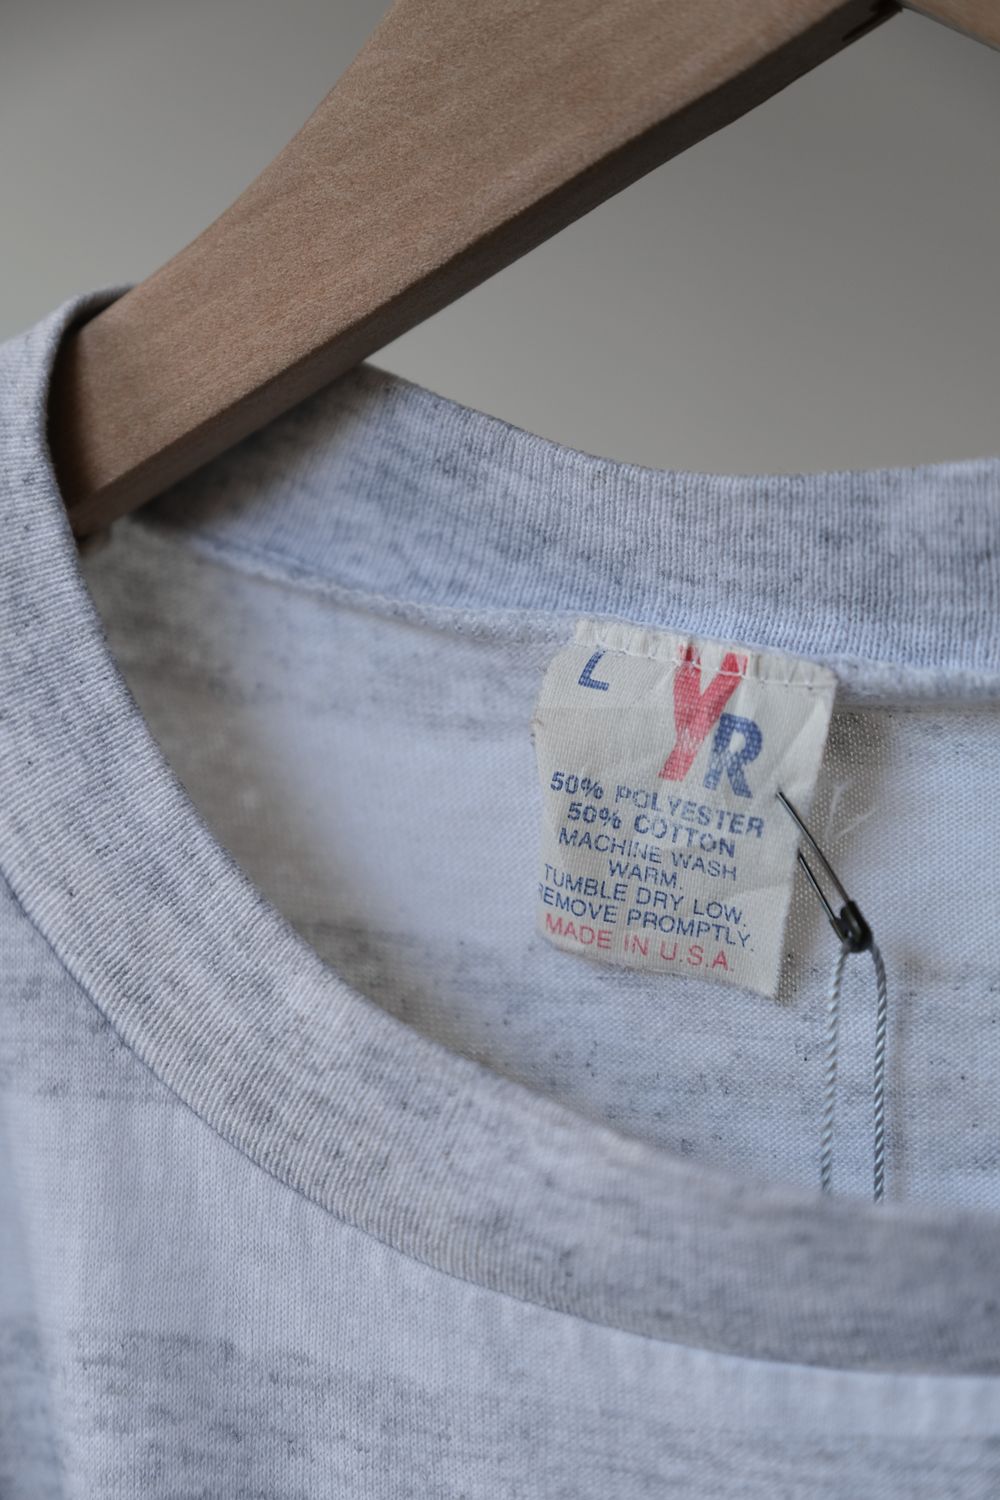 L YR
50% POLYESTER
50% COTTON
MACHINE WASH
WARM.
TUMBLE DRY LOW.
REMOVE PROMPTLY.
MADE IN U.S.A.